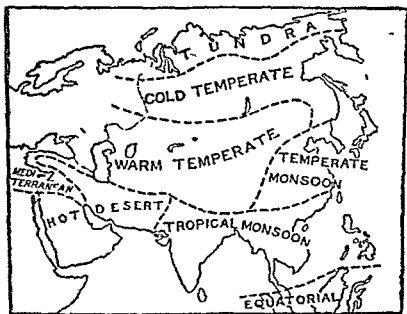 TUNDRA
COLD TEMPERATE
WARM TEMPERATE
TEMPERATE
MONSOON
MEDI-
TERRANEAN
HOT DESERT
TROPICAL MONSOON
EQUATORIAL